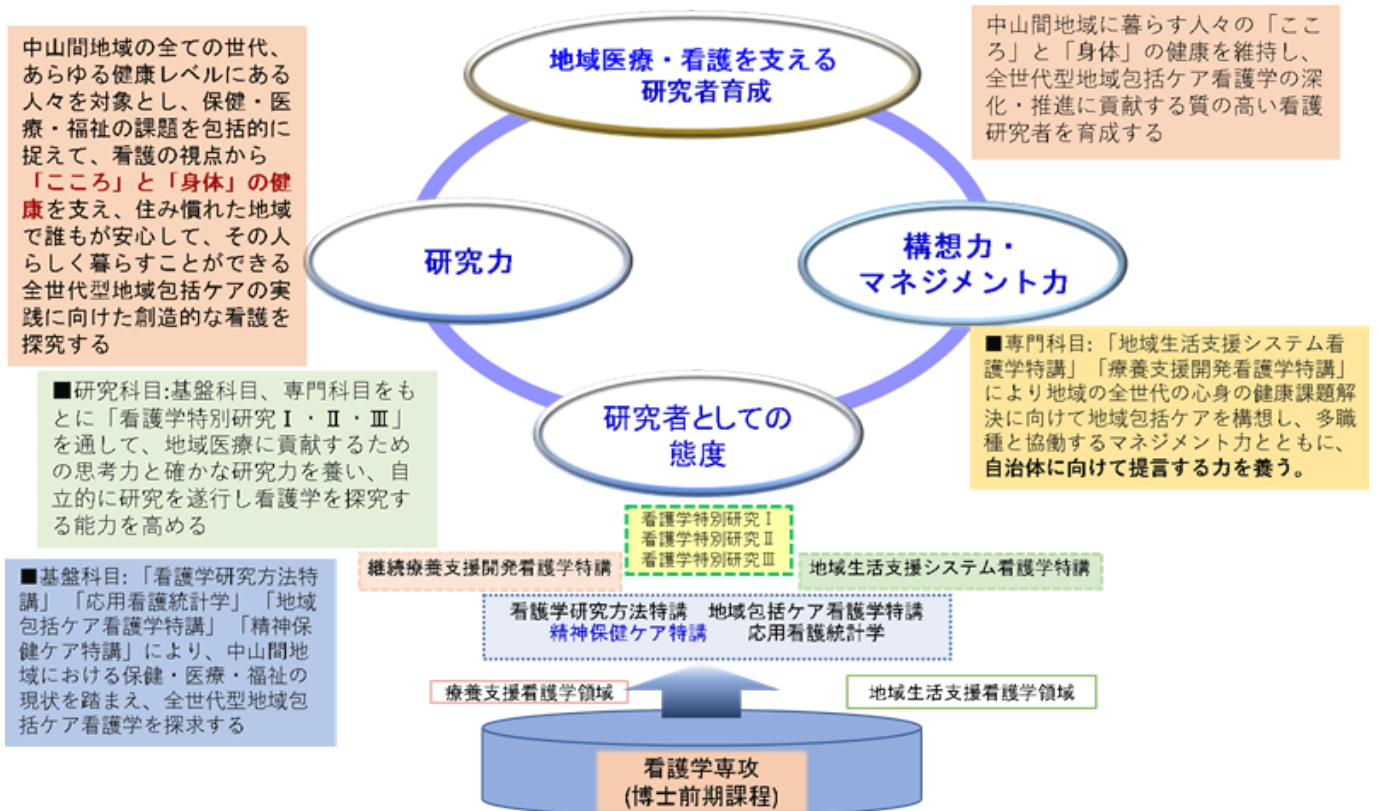 地域医療・看護を支える
研究者育成
中山間地域に暮らす人々の「ここ
ろ」と「身体」の健康を維持し、
全世代型地域包括ケア看護学の深
化・推進に貢献する質の高い看護
研究者を育成する
中山間地域の全ての世代、
あらゆる健康レベルにある
人々を対象とし、保健・医
療・福祉の課題を包括的に
捉えて、看護の視点から
「こころ」と「身体」の健
康を支え、住み慣れた地域
で誰もが安心して、その人
らしく暮らすことができる
全世代型地域包括ケアの実
践に向けた創造的な看護を
探究する
研究力
構想力・
マネジメント力
■専門科目:「地域生活支援システム看
護学特講」「療養支援開発看護学特講」
により地域の全世代の心身の健康課題解
決に向けて地域包括ケアを構想し、多職
種と協働するマネジメント力とともに、
自治体に向けて提言する力を養う。
■研究科目:基盤科目、専門科目をも
とに「看護学特別研究Ⅰ・Ⅱ・Ⅲ」
を通して、地域医療に貢献するため
の思考力と確かな研究力を養い、自
立的に研究を遂行し看護学を探究す
る能力を高める
研究者としての
態度
看護学特別研究Ⅰ
看護学特別研究Ⅱ
看護学特別研究Ⅲ
継続療養支援開発看護学特講
地域生活支援システム看護学特講
■基盤科目:「看護学研究方法特
講」「応用看護統計学」「地域
包括ケア看護学特講」「精神保
健ケア特講」により、中山間地
域における保健・医療・福祉の
現状を踏まえ、全世代型地域包
括ケア看護学を探求する
看護学研究方法特講 地域包括ケア看護学特講
精神保健ケア特講 応用看護統計学
療養支援看護学領域
地域生活支援看護学領域
看護学専攻
(博士前期課程)